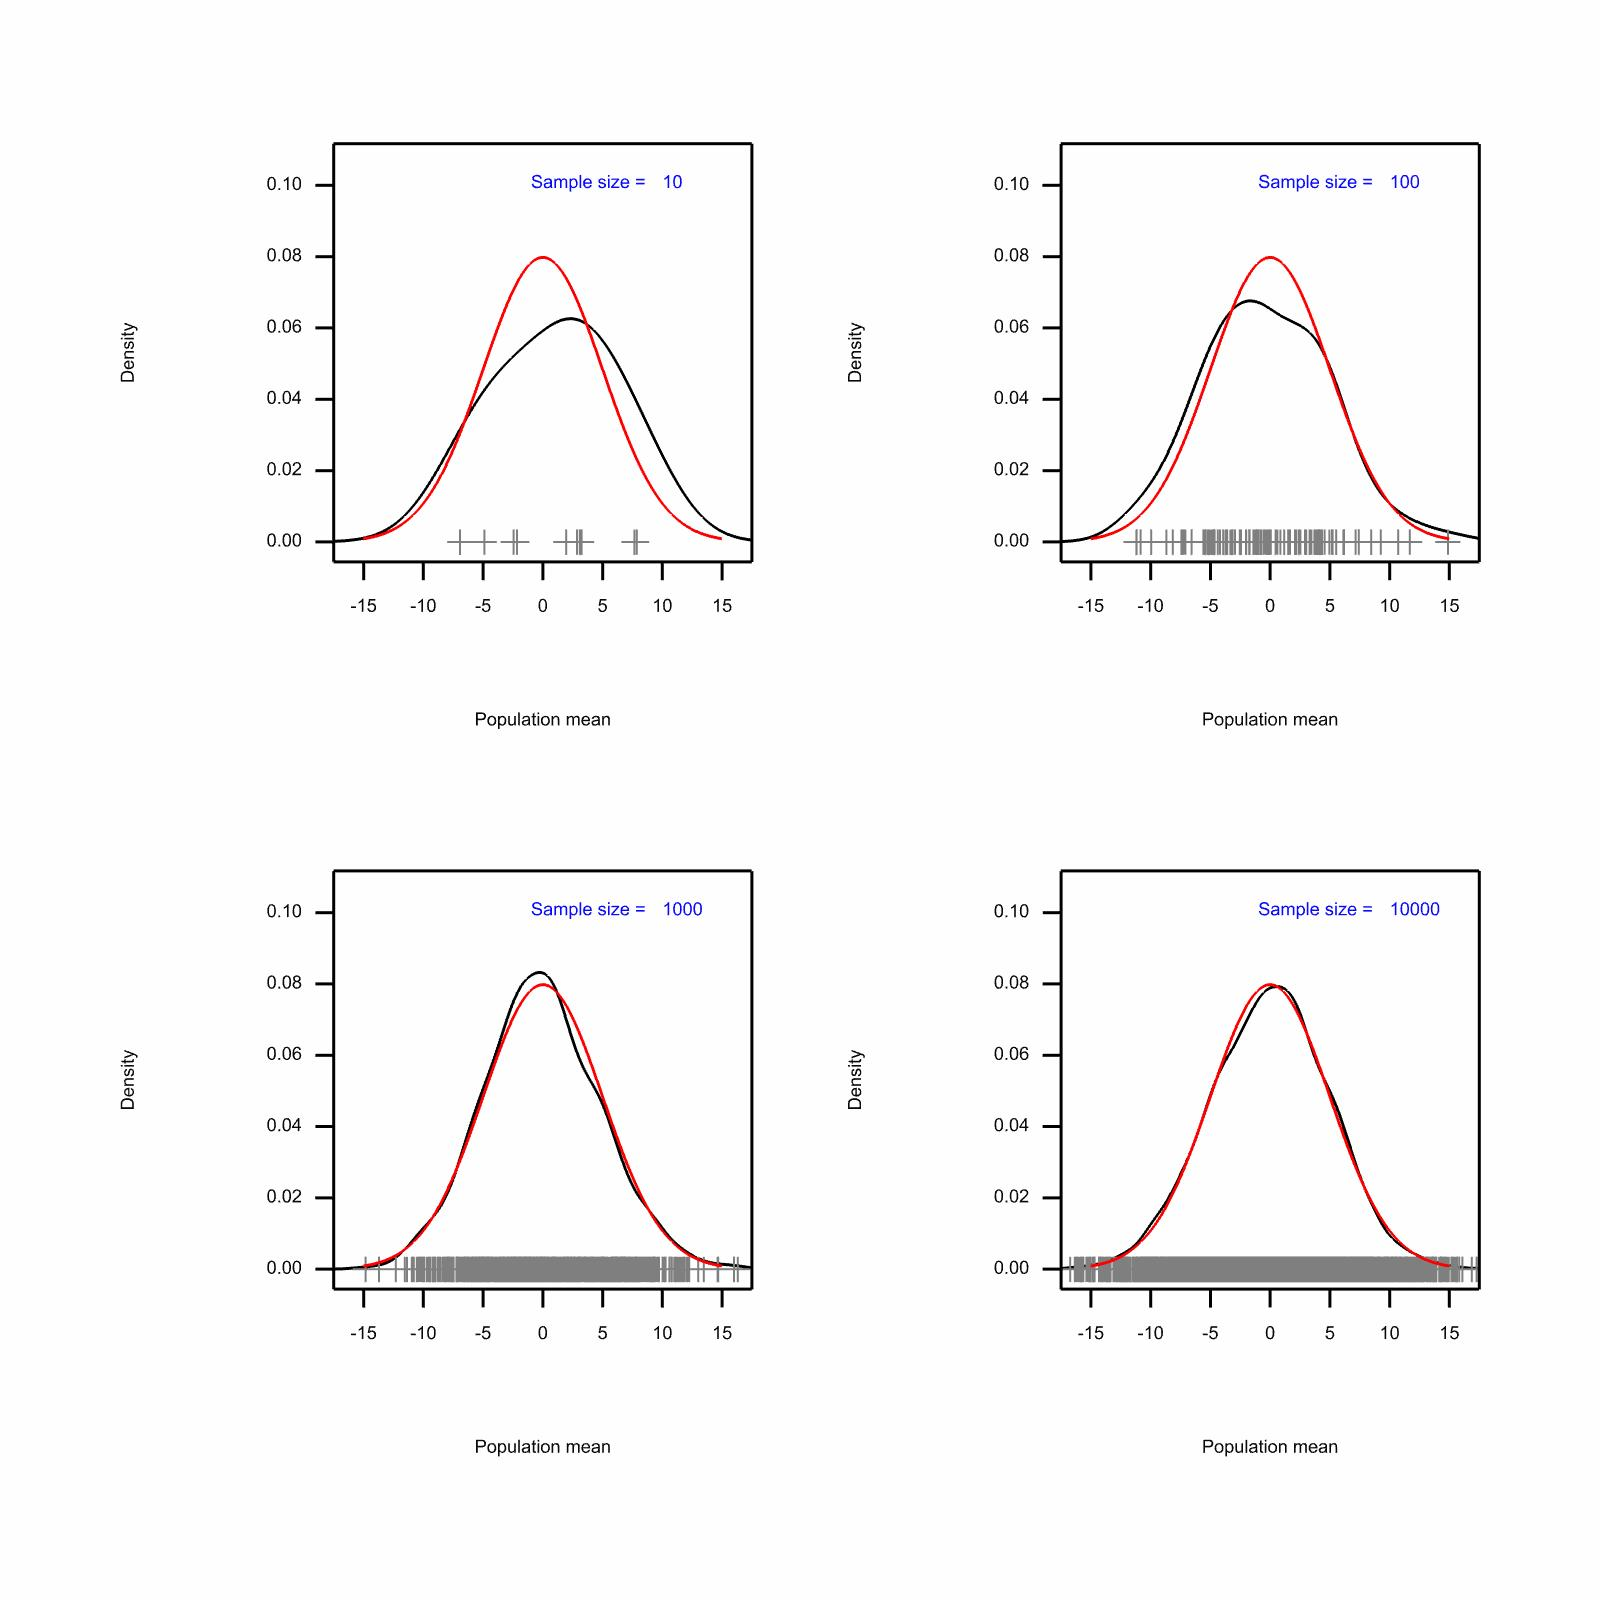 Sample size = 10
Density
0.10
0.08
0.06
0.04
0.02
0.00
-15 -10 -5 0 5 10 15
Population mean
Sample size = 100
Density
0.10
0.08
0.06
0.04
0.02
0.00
-15 -10 -5 0 5 10 15
Population mean
Sample size = 1000
Density
0.10
0.08
0.06
0.04
0.02
0.00
-15 -10 -5 0 5 10 15
Population mean
Sample size = 10000
Density
0.10
0.08
0.06
0.04
0.02
0.00
-15 -10 -5 0 5 10 15
Population mean